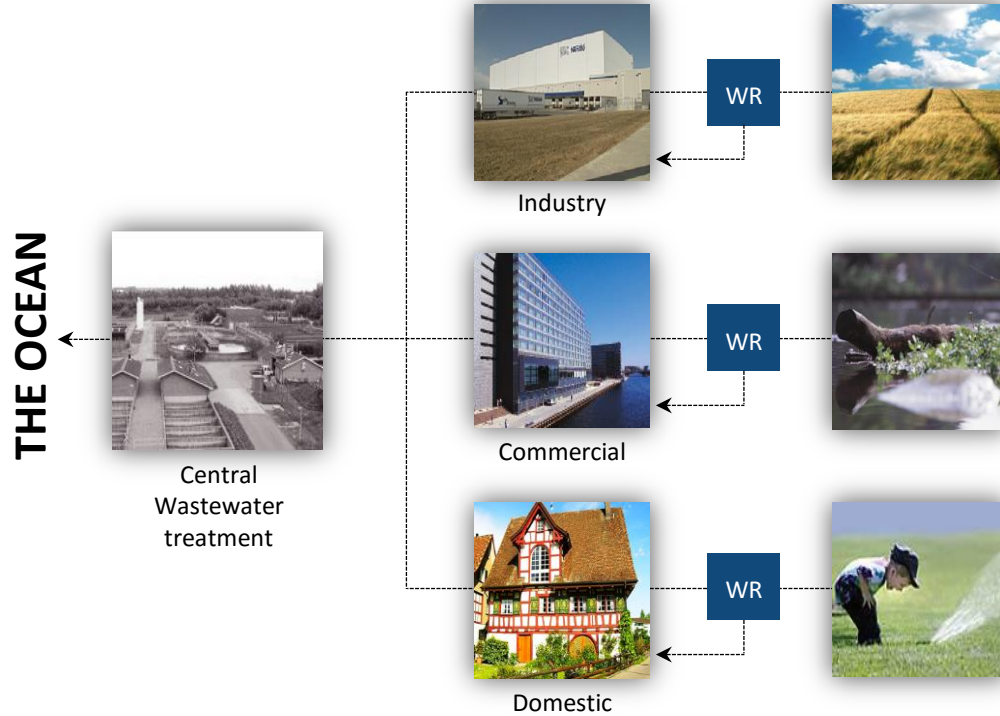 THE OCEAN
Central
Wastewater
treatment
Industry
WR
Commercial
WR
Domestic
WR